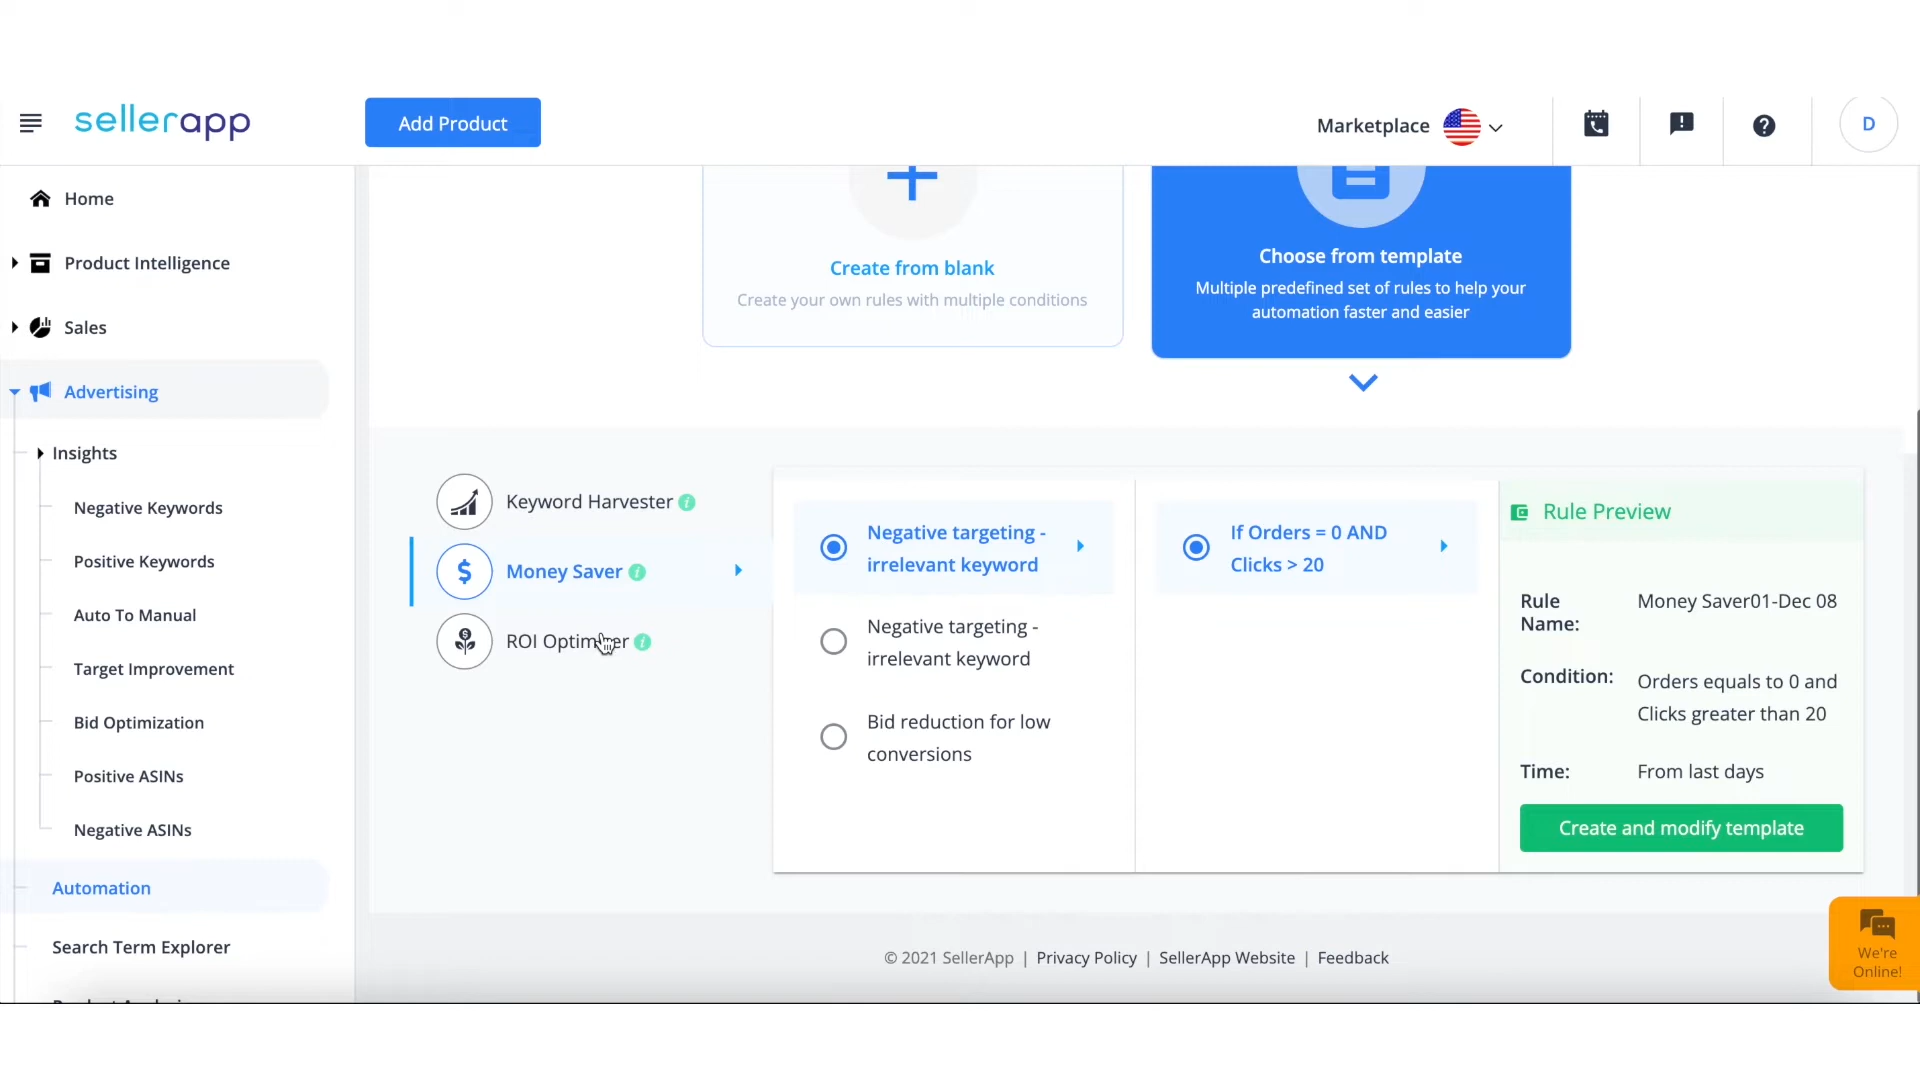 sellerapp
Add Product
Marketplace
D
Home
Product Intelligence
Sales
Advertising
Insights
Negative Keywords
Positive Keywords
Auto To Manual
Target Improvement
Bid Optimization
Positive ASINs
Negative ASINs
Automation
Search Term Explorer
Create from blank
Create your own rules with multiple conditions
Choose from template
Multiple predefined set of rules to help your
automation faster and easier
Keyword Harvester
Money Saver
ROI Optimizer
Negative targeting -
irrelevant keyword
Negative targeting -
irrelevant keyword
Bid reduction for low
conversions
If Orders = 0 AND
Clicks > 20
Rule Preview
Rule Name: Money Saver01-Dec 08
Condition: Orders equals to 0 and
Clicks greater than 20
Time: From last days
Create and modify template
We're
Online!
© 2021 SellerApp | Privacy Policy | SellerApp Website | Feedback